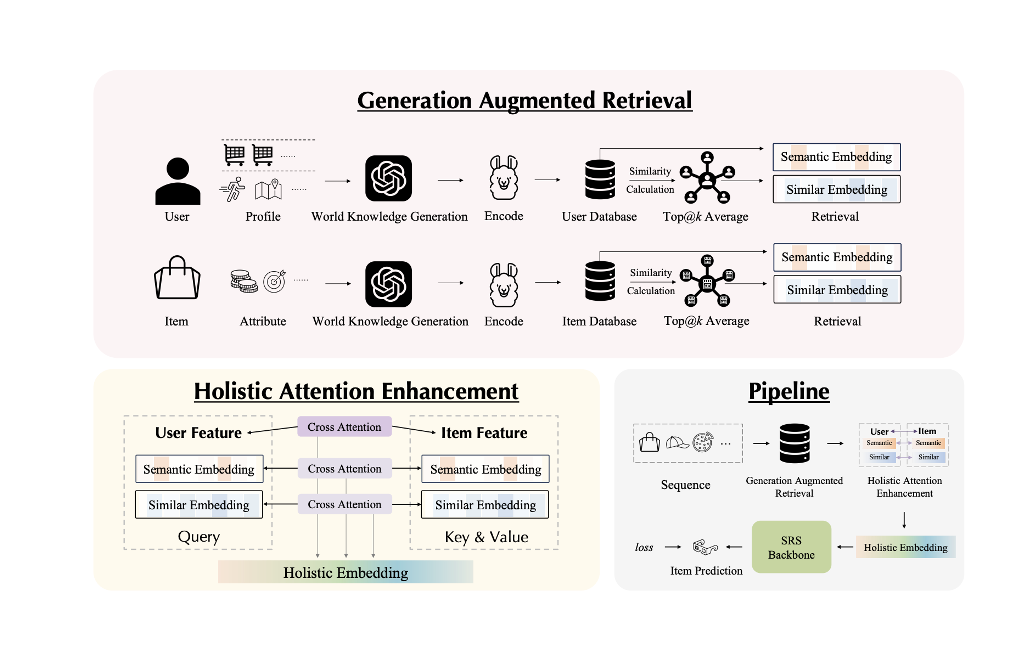 Generation Augmented Retrieval
......
......
User
Profile
World Knowledge Generation
Encode
User Database
Similarity
Calculation
Top@k Average
Semantic Embedding
Similar Embedding
Retrieval
......
Item
Attribute
World Knowledge Generation
Encode
Item Database
Similarity
Calculation
Top@k Average
Semantic Embedding
Similar Embedding
Retrieval
Holistic Attention Enhancement
User Feature
Cross Attention
Item Feature
Semantic Embedding
Cross Attention
Semantic Embedding
Similar Embedding
Cross Attention
Similar Embedding
Query
Key & Value
Holistic Embedding
Pipeline
...
Sequence
Generation Augmented
Retrieval
User
Item
Semantic
Semantic
Similar
Similar
Holistic Attention
Enhancement
Holistic Embedding
SRS
Backbone
Item Prediction
loss